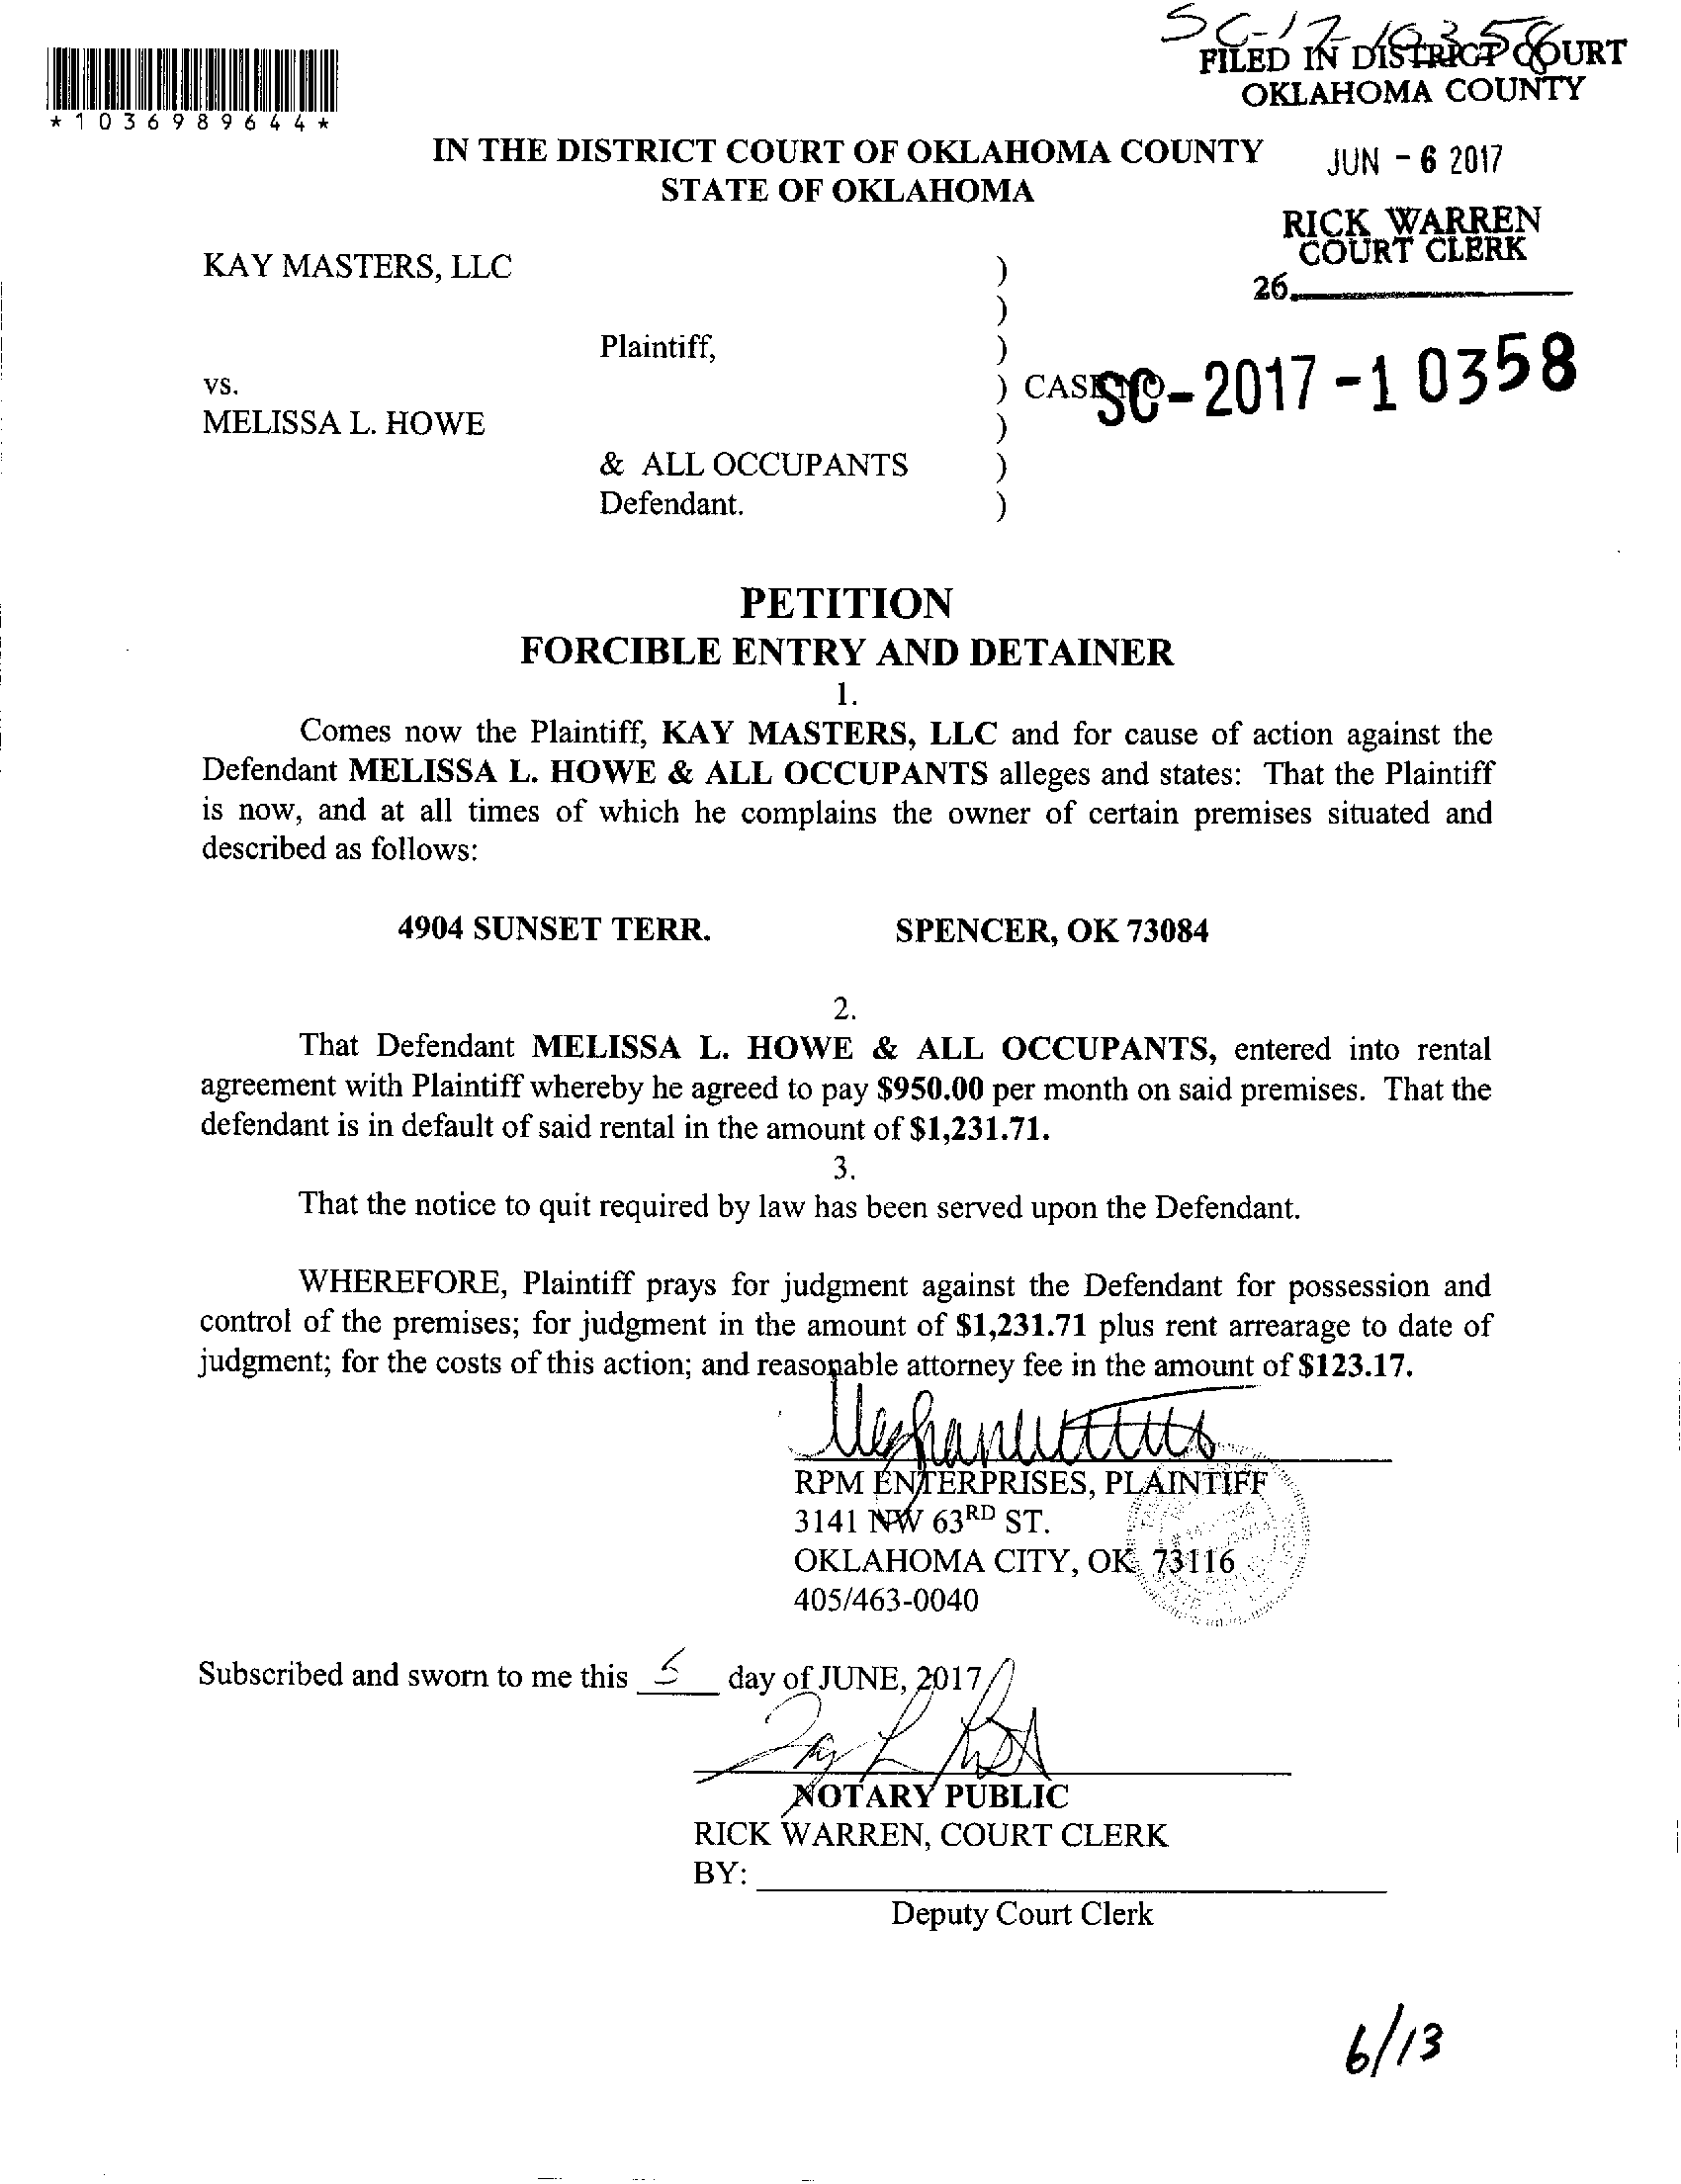 SC-17-10358
FILED IN DISTRICT COURT
OKLAHOMA COUNTY
*1036989644*
IN THE DISTRICT COURT OF OKLAHOMA COUNTY
STATE OF OKLAHOMA
JUN - 6 2017
RICK WARREN
COURT CLERK
26
KAY MASTERS, LLC )
)
Plaintiff, )
vs. ) CASE NO. SC-2017-10358
MELISSA L. HOWE )
& ALL OCCUPANTS )
Defendant. )
PETITION
FORCIBLE ENTRY AND DETAINER
1.
Comes now the Plaintiff, KAY MASTERS, LLC and for cause of action against the
Defendant MELISSA L. HOWE & ALL OCCUPANTS alleges and states: That the Plaintiff
is now, and at all times of which he complains the owner of certain premises situated and
described as follows:
4904 SUNSET TERR. SPENCER, OK 73084
2.
That Defendant MELISSA L. HOWE & ALL OCCUPANTS, entered into rental
agreement with Plaintiff whereby he agreed to pay $950.00 per month on said premises. That the
defendant is in default of said rental in the amount of $1,231.71.
3.
That the notice to quit required by law has been served upon the Defendant.
WHEREFORE, Plaintiff prays for judgment against the Defendant for possession and
control of the premises; for judgment in the amount of $1,231.71 plus rent arrearage to date of
judgment; for the costs of this action; and reasonable attorney fee in the amount of $123.17.
RPM ENTERPRISES, PLAINTIFF
3141 NW 63RD ST.
OKLAHOMA CITY, OK 73116
405/463-0040
Subscribed and sworn to me this 5 day of JUNE, 2017
NOTARY PUBLIC
RICK WARREN, COURT CLERK
BY:
Deputy Court Clerk
6/13